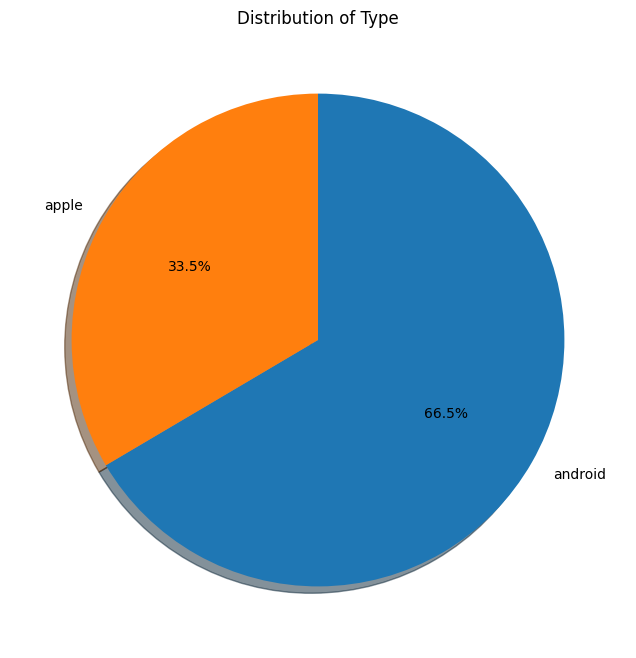 Distribution of Type
apple
33.5%
66.5%
android